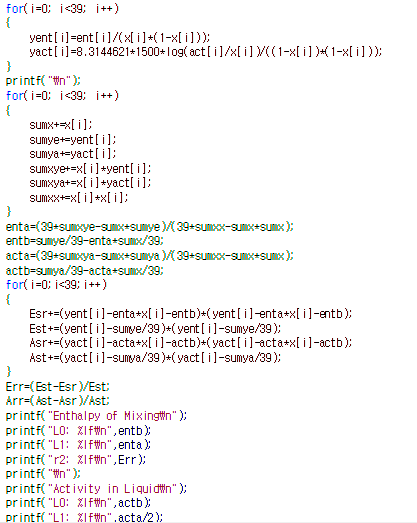 for(i=0; i<39; i++)
{
yent[i]=ent[i]/(x[i]*(1-x[i]));
yact[i]=8.3144621*1500*log(act[i]/x[i])/((1-x[i])*(1-x[i]));
}
printf("₩n");
for(i=0; i<39; i++)
{
sumx+=x[i];
sumye+=yent[i];
sumya+=yact[i];
sumxye+=x[i]*yent[i];
sumxya+=x[i]*yact[i];
sumxx+=x[i]*x[i];
}
enta=(39*sumxye-sumx*sumye)/(39*sumxx-sumx*sumx);
entb=sumye/39-enta*sumx/39;
acta=(39*sumxya-sumx*sumya)/(39*sumxx-sumx*sumx);
actb=sumya/39-acta*sumx/39;
for(i=0;i<39;i++)
{
Esr+=(yent[i]-enta*x[i]-entb)*(yent[i]-enta*x[i]-entb);
Est+=(yent[i]-sumye/39)*(yent[i]-sumye/39);
Asr+=(yact[i]-acta*x[i]-actb)*(yact[i]-acta*x[i]-actb);
Ast+=(yact[i]-sumya/39)*(yact[i]-sumya/39);
}
Err=(Est-Esr)/Est;
Arr=(Ast-Asr)/Ast;
printf("Enthalpy of Mixing₩n");
printf("L0: %lf₩n",entb);
printf("L1: %lf₩n",enta);
printf("r2: %lf₩n",Err);
printf("₩n");
printf("Activity in Liquid₩n");
printf("L0: %lf₩n",actb);
printf("L1: %lf₩n",acta/2);